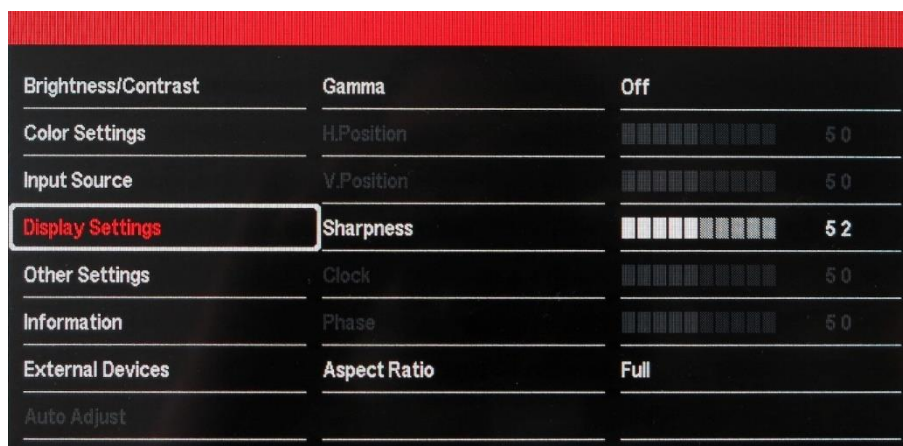 Brightness/Contrast Gamma Off
Color Settings H.Position 50
Input Source V.Position 50
Display Settings Sharpness 52
Other Settings Clock 50
Information Phase 50
External Devices Aspect Ratio Full
Auto Adjust